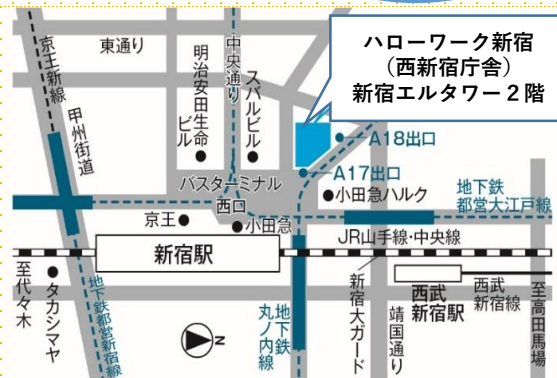 ハローワーク新宿
（西新宿庁舎）
新宿エルタワー２階
東通り
中央通り
京王新線
甲州街道
明治安田生命
ビル
スバルビル
A18出口
A17出口
バスターミナル
小田急ハルク
地下鉄
都営大江戸線
西口
京王
小田急
JR山手線・中央線
新宿駅
至代々木
タカシマヤ
地下鉄都営新宿線
N
地下鉄
丸ノ内線
新宿大ガード
靖国通り
西武
新宿駅
西武
新宿線
至高田馬場